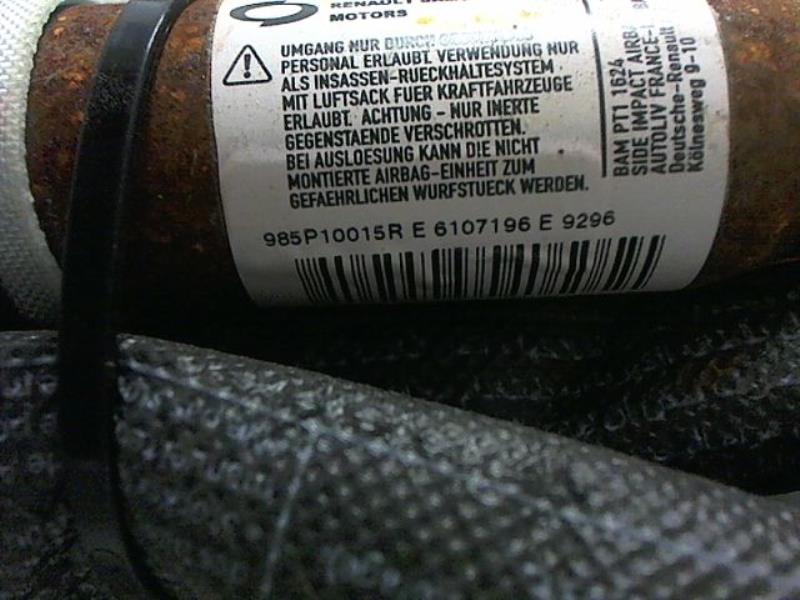 MOTORS
UMGANG NUR DURCH
PERSONAL ERLAUBT. VERWENDUNG NUR
ALS INSASSEN-RUECKHALTESYSTEM
MIT LUFTSACK FUER KRAFTFAHRZEUGE
ERLAUBT. ACHTUNG - NUR INERTE
GEGENSTAENDE VERSCHROTTEN.
BEI AUSLOESUNG KANN DIE NICHT
MONTIERTE AIRBAG-EINHEIT ZUM
GEFAEHRLICHEN WURFSTUECK WERDEN.
985P10015R E 6107196 E 9296
BAM PT1 1624
SIDE IMPACT AIRB
AUTOLIV FRANCE-
Deutsche-Renault
Kölnesweg 9-10